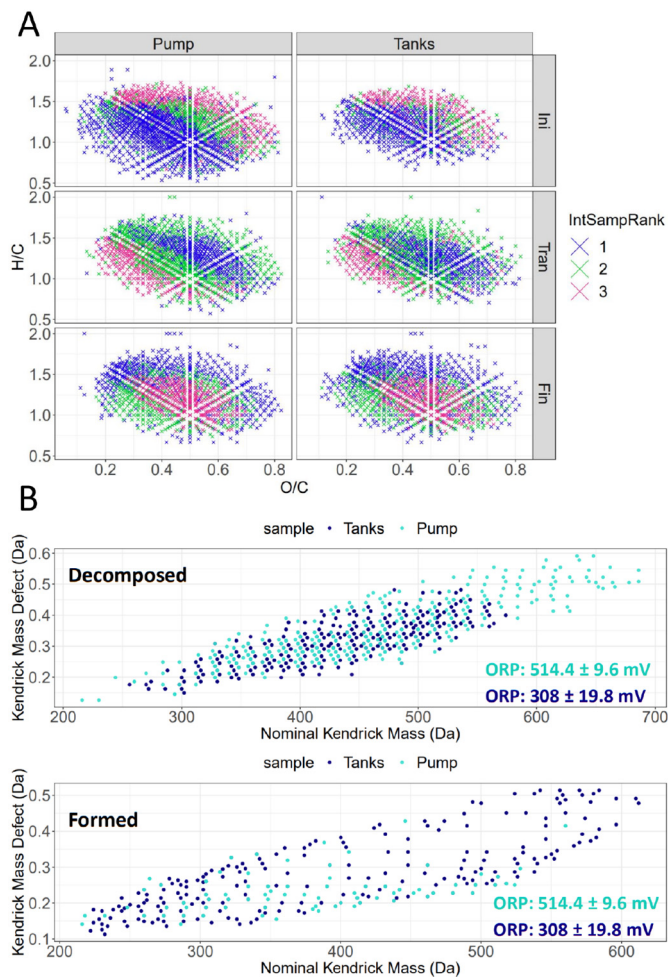 A
Pump Tanks
2.0
1.5
1.0
0.5
Ini
2.0
1.5
1.0
0.5
Tran
2.0
1.5
1.0
0.5
Fin
H/C
0.2 0.4 0.6 0.8 0.2 0.4 0.6 0.8
O/C
IntSampRank
1
2
3
B
sample Tanks Pump
Kendrick Mass Defect (Da)
0.6
0.5
0.4
0.3
0.2
Decomposed
ORP: 514.4 ± 9.6 mV
ORP: 308 ± 19.8 mV
200 300 400 500 600 700
Nominal Kendrick Mass (Da)
sample Tanks Pump
Kendrick Mass Defect (Da)
0.5
0.4
0.3
0.2
0.1
Formed
ORP: 514.4 ± 9.6 mV
ORP: 308 ± 19.8 mV
200 300 400 500 600
Nominal Kendrick Mass (Da)